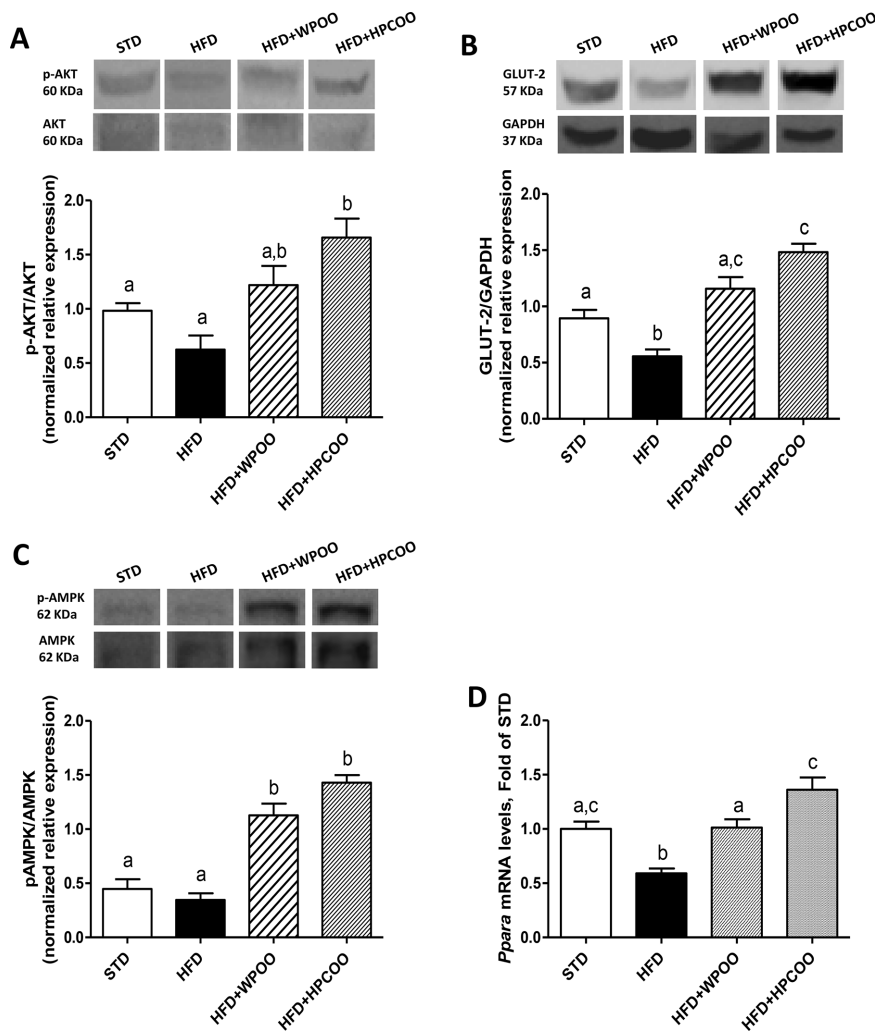 A
STD
HFD
HFD+WPOO
HFD+HPCOO
p-AKT
60 KDa
AKT
60 KDa
p-AKT/AKT
(normalized relative expression)
2.0
1.5
1.0
0.5
0.0
a
a
a,b
b
STD
HFD
HFD+WPOO
HFD+HPCOO
B
STD
HFD
HFD+WPOO
HFD+HPCOO
GLUT-2
57 KDa
GAPDH
37 KDa
GLUT-2/GAPDH
(normalized relative expression)
2.0
1.5
1.0
0.5
0.0
a
b
a,c
c
STD
HFD
HFD+WPOO
HFD+HPCOO
C
STD
HFD
HFD+WPOO
HFD+HPCOO
p-AMPK
62 KDa
AMPK
62 KDa
pAMPK/AMPK
(normalized relative expression)
2.0
1.5
1.0
0.5
0.0
a
a
b
b
STD
HFD
HFD+WPOO
HFD+HPCOO
D
Ppara mRNA levels, Fold of STD
2.0
1.5
1.0
0.5
0.0
a,c
b
a
c
STD
HFD
HFD+WPOO
HFD+HPCOO